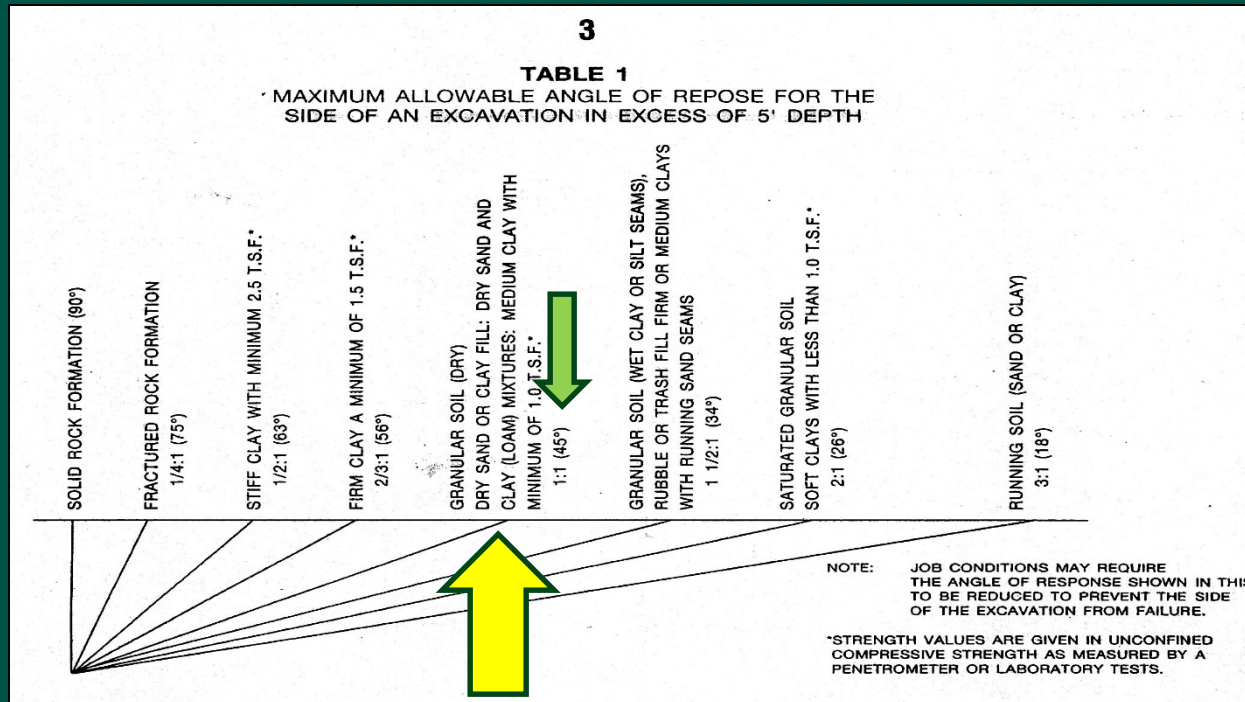 3
TABLE 1
MAXIMUM ALLOWABLE ANGLE OF REPOSE FOR THE
SIDE OF AN EXCAVATION IN EXCESS OF 5' DEPTH
SOLID ROCK FORMATION (90°)
FRACTURED ROCK FORMATION
1/4:1 (75°)
STIFF CLAY WITH MINIMUM 2.5 T.S.F.*
1/2:1 (63°)
FIRM CLAY A MINIMUM OF 1.5 T.S.F.*
2/3:1 (56°)
GRANULAR SOIL (DRY)
DRY SAND OR CLAY FILL: DRY SAND AND
CLAY (LOAM) MIXTURES: MEDIUM CLAY WITH
MINIMUM OF 1.0 T.S.F.*
1:1 (45°)
GRANULAR SOIL (WET CLAY OR SILT SEAMS),
RUBBLE OR TRASH FILL FIRM OR MEDIUM CLAYS
WITH RUNNING SAND SEAMS
1 1/2:1 (34°)
SATURATED GRANULAR SOIL
SOFT CLAYS WITH LESS THAN 1.0 T.S.F.*
2:1 (26°)
RUNNING SOIL (SAND OR CLAY)
3:1 (18°)
NOTE: JOB CONDITIONS MAY REQUIRE
THE ANGLE OF RESPONSE SHOWN IN THIS
TO BE REDUCED TO PREVENT THE SIDE
OF THE EXCAVATION FROM FAILURE.
*STRENGTH VALUES ARE GIVEN IN UNCONFINED
COMPRESSIVE STRENGTH AS MEASURED BY A
PENETROMETER OR LABORATORY TESTS.